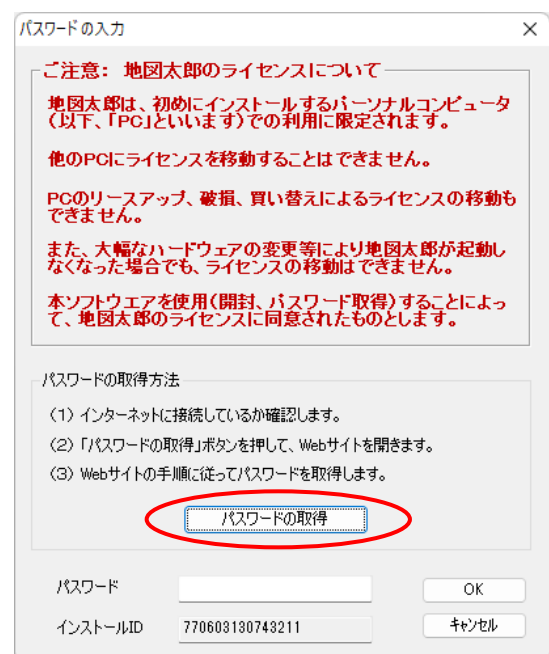 パスワードの入力
ご注意： 地図太郎のライセンスについて
地図太郎は、初めにインストールするパーソナルコンピュータ
（以下、「PC」といいます）での利用に限定されます。
他のPCにライセンスを移動することはできません。
PCのリースアップ、破損、買い替えによるライセンスの移動も
できません。
また、大幅なハードウェアの変更等により地図太郎が起動し
なくなった場合でも、ライセンスの移動はできません。
本ソフトウエアを使用（開封、パスワード取得）することによっ
て、地図太郎のライセンスに同意されたものとします。
パスワードの取得方法
（1）インターネットに接続しているか確認します。
（2）「パスワードの取得」ボタンを押して、Webサイトを開きます。
（3）Webサイトの手順に従ってパスワードを取得します。
パスワードの取得
パスワード
OK
インストールID 770603130743211
キャンセル